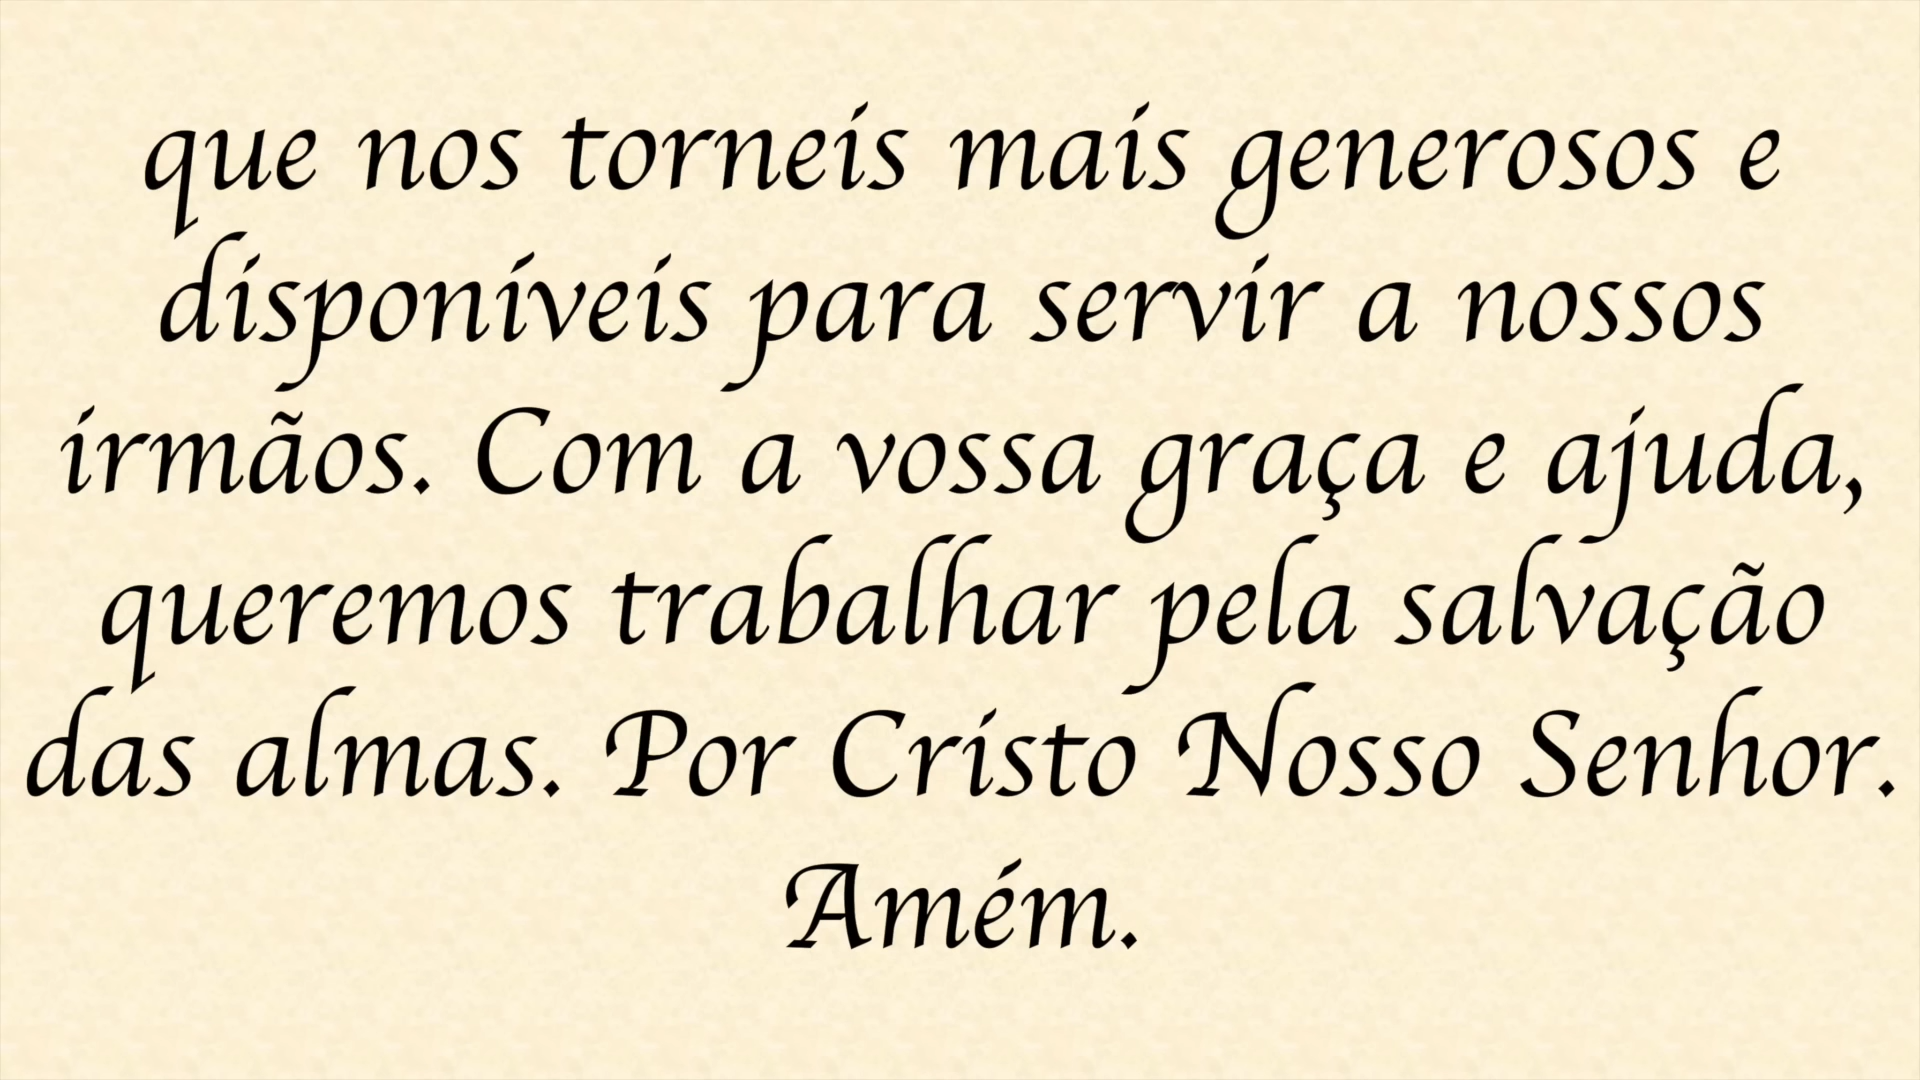 que nos torneis mais generosos e
disponíveis para servir a nossos
irmãos. Com a vossa graça e ajuda,
queremos trabalhar pela salvação
das almas. Por Cristo Nosso Senhor.
Amém.